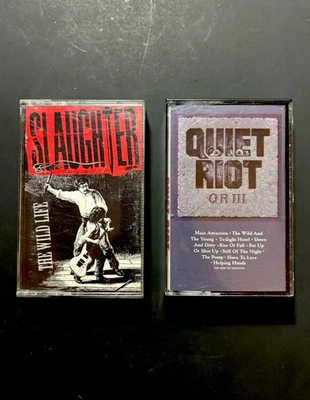 SLAUGHTER
THE WILD LIFE
QUIET
RIOT
QR III
Main Attraction • The Wild And
The Young • Twilight Hotel • Down
And Dirty • Rise Or Fall • Put Up
Or Shut Up • Still Of The Night •
The Pump • Slave To Love
• Helping Hands